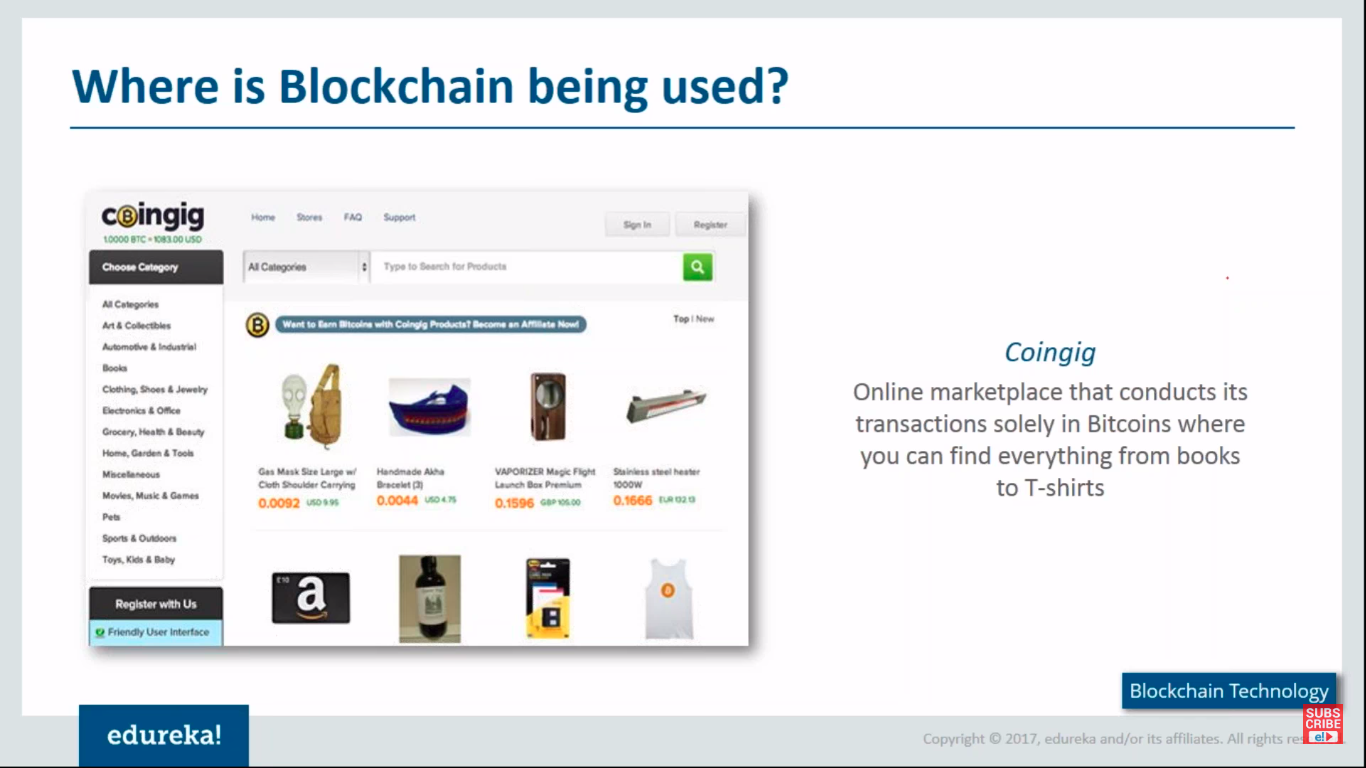 Where is Blockchain being used?
coingig
1.0000 BTC = 1083.00 USD
Home Stores FAQ Support
Sign In Register
Choose Category
All Categories
Type to Search for Products
All Categories
Art & Collectibles
Automotive & Industrial
Books
Clothing, Shoes & Jewelry
Electronics & Office
Grocery, Health & Beauty
Home, Garden & Tools
Miscellaneous
Movies, Music & Games
Pets
Sports & Outdoors
Toys, Kids & Baby
Register with Us
Friendly User Interface
Want to Earn Bitcoins with Coingig Products? Become an Affiliate Now!
Top | New
Gas Mask Size Large w/
Cloth Shoulder Carrying
0.0092 USD 9.95
Handmade Akha
Bracelet (3)
0.0044 USD 4.75
VAPORIZER Magic Flight
Launch Box Premium
0.1596 GBP 105.00
Stainless steel heater
1000W
0.1666 EUR 132.13
£10
a
Coingig
Online marketplace that conducts its
transactions solely in Bitcoins where
you can find everything from books
to T-shirts
Blockchain Technology
SUBS
CRIBE
e!
edureka!
Copyright © 2017, edureka and/or its affiliates. All rights